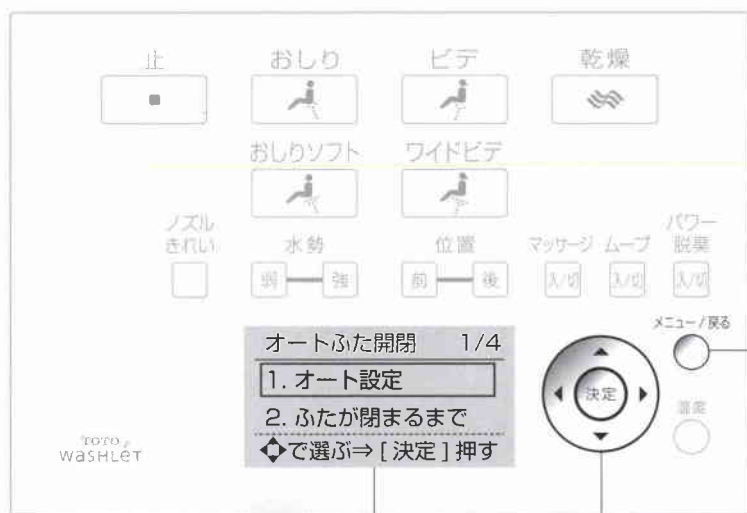 止 おしり ビデ 乾燥
おしりソフト ワイドビデ
ノズル
きれい
水勢 位置 マッサージ ムーブ
パワー
脱臭
弱 強 前 後 入/切 入/切 入/切
メニュー/戻る
オートふた開閉 1/4
1. オート設定
2. ふたが閉まるまで
で選ぶ⇒[決定]押す
決定
温度
TOTO
WASHLET